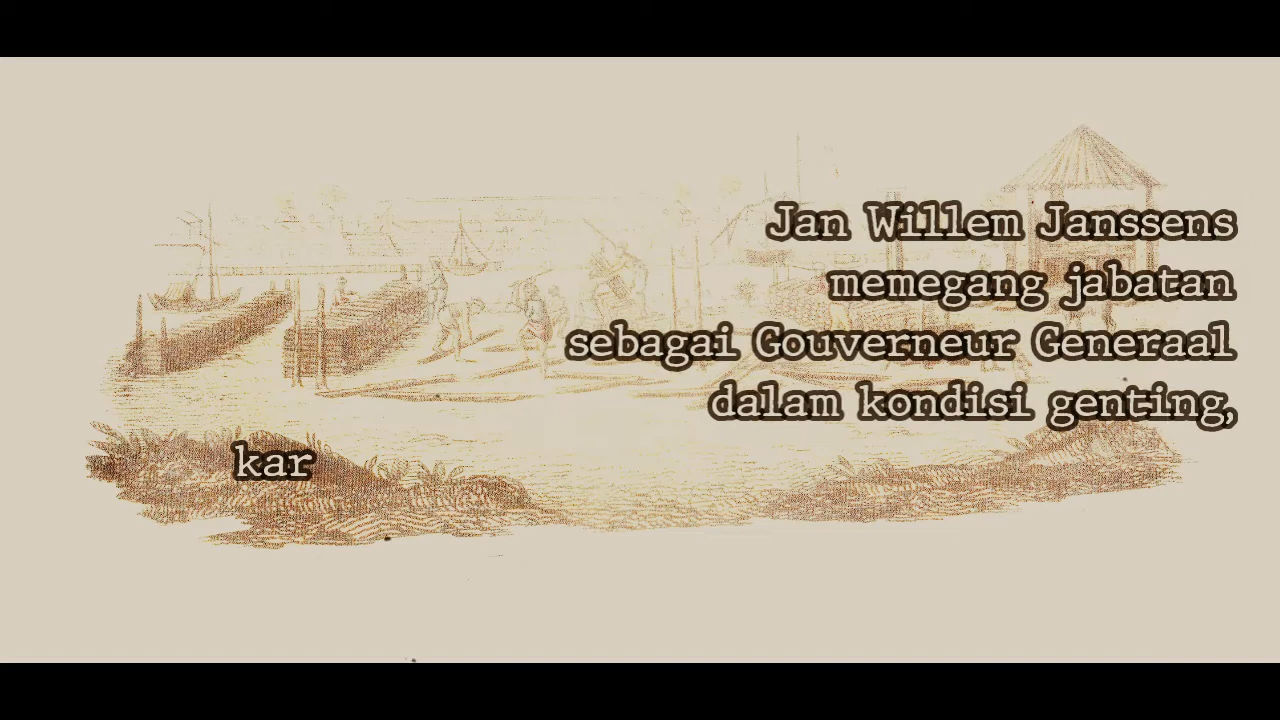 Jan Willem Janssens
memegang jabatan
sebagai Gouverneur Generaal
dalam kondisi genting,
kar